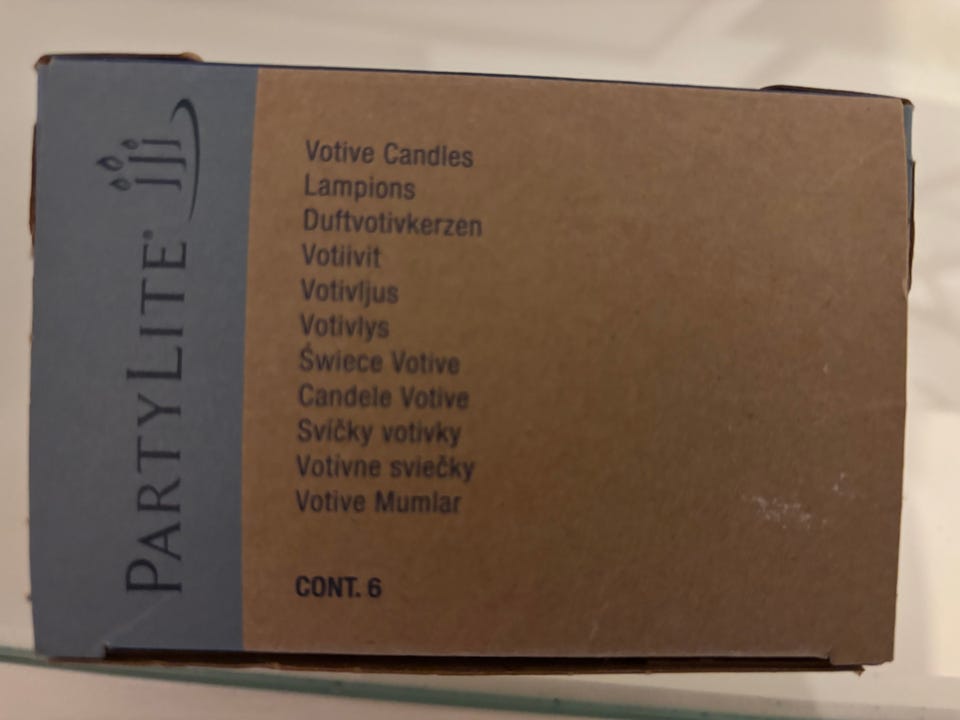 PARTYLITE®
Votive Candles
Lampions
Duftvotivkerzen
Votiivit
Votivljus
Votivlys
Świece Votive
Candele Votive
Svíčky votivky
Votivne sviečky
Votive Mumlar
CONT. 6